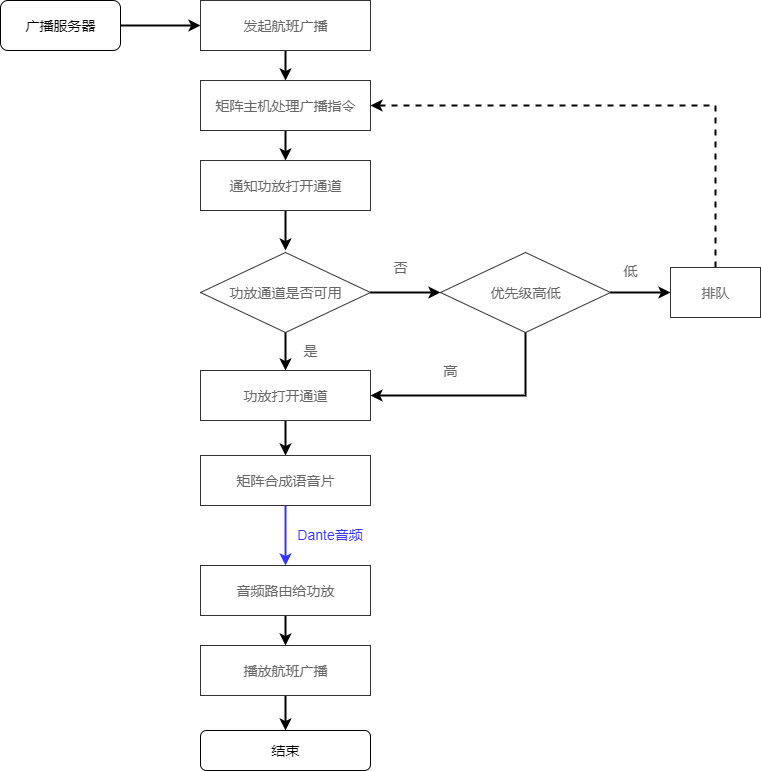 广播服务器
发起航班广播
矩阵主机处理广播指令
通知功放打开通道
否
低
功放通道是否可用
优先级高低
排队
是
高
功放打开通道
矩阵合成语音片
Dante音频
音频路由给功放
播放航班广播
结束